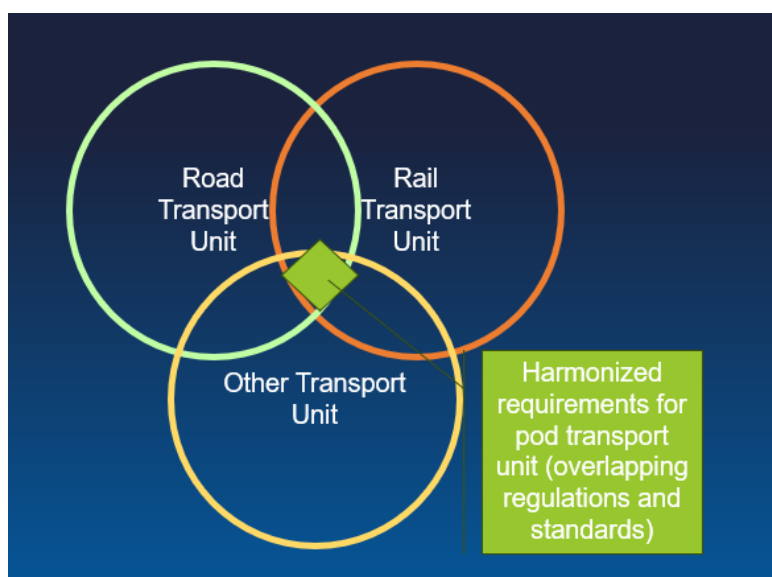 Road
Transport
Unit
Rail
Transport
Unit
Other Transport
Unit
Harmonized
requirements for
pod transport
unit (overlapping
regulations and
standards)